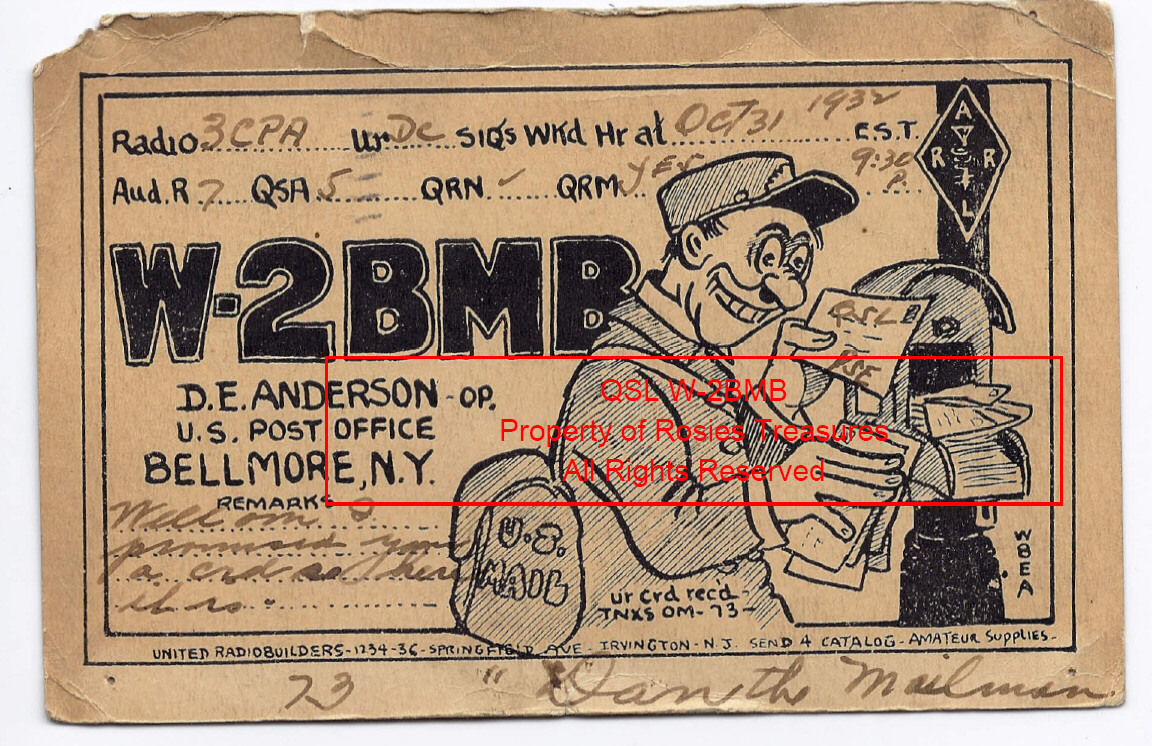 Radio 3CPA Ur DC SIGs Wkd Hr at Oct 31 1932 E.S.T.
Aud. R 7 QSA 5 QRN ✓ QRM YES 9:30 P.
A
R R
L
W-2BMB
QSL
PSE
D.E. ANDERSON - OP.
U.S. POST OFFICE
BELLMORE, N.Y.
REMARKS
Well om I
promised you
a crd so here
it is.
U.S.
MAIL
ur crd recd -
TNXS OM - 73 -
W8EA
UNITED RADIOBUILDERS - 1234-36 - SPRINGFIELD AVE - IRVINGTON - N.J. SEND 4 CATALOG - AMATEUR SUPPLIES -
73 "Dan the Mailman
QSL W-2BMB
Property of Rosies Treasures
All Rights Reserved